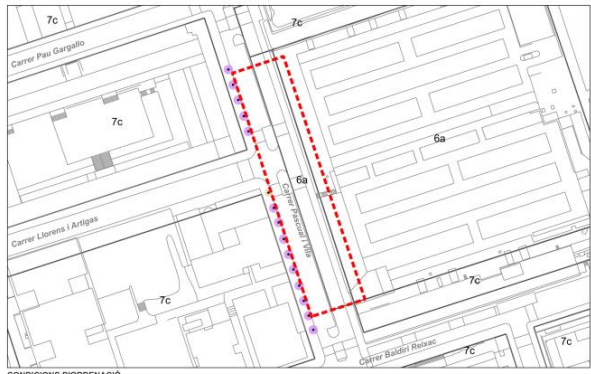 7c
7c
Carrer Pau Gargallo
7c
6a
6a
Carrer Pascual i Vila
Carrer Llorens i Artigas
7c
7c
Carrer Baldiri Reixac
7c
7c
CONDICIONS D'ORDENACIÓ